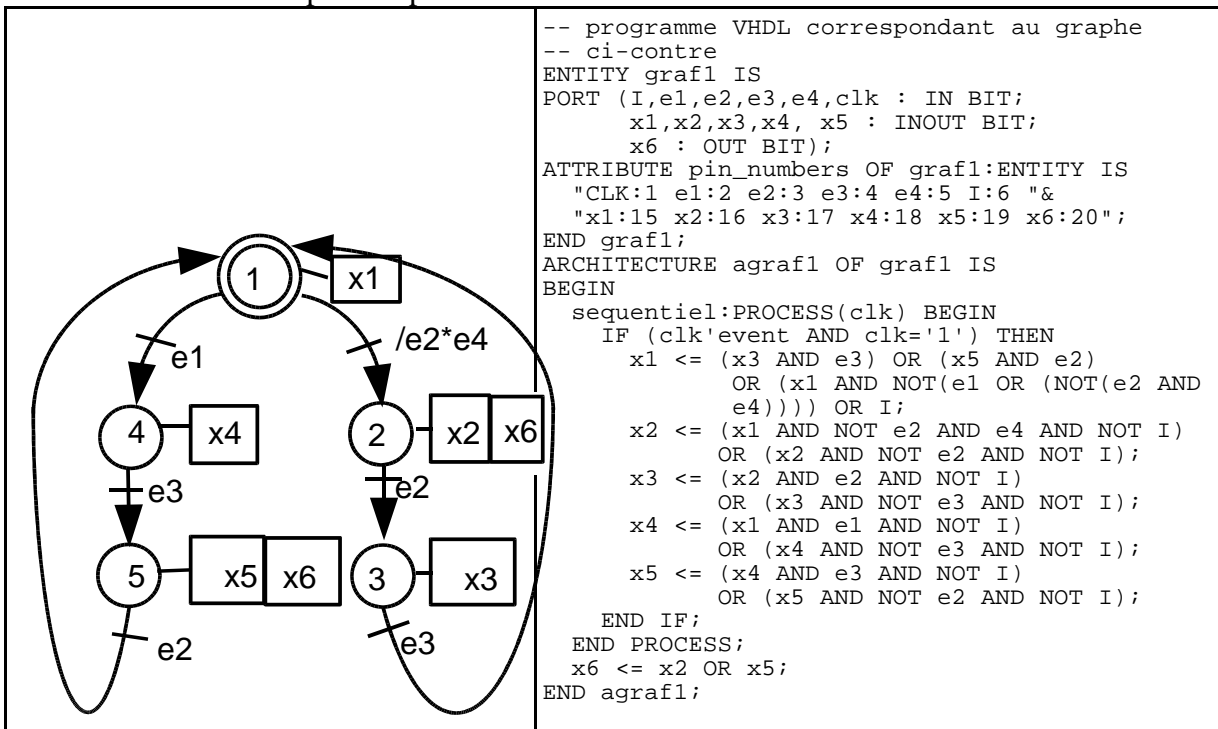 1
x1
e1
/e2*e4
4
x4
2
x2
x6
e3
e2
5
x5
x6
3
x3
e2
e3
-- programme VHDL correspondant au graphe
-- ci-contre
ENTITY graf1 IS
PORT (I,e1,e2,e3,e4,clk : IN BIT;
x1,x2,x3,x4, x5 : INOUT BIT;
x6 : OUT BIT);
ATTRIBUTE pin_numbers OF graf1:ENTITY IS
"CLK:1 e1:2 e2:3 e3:4 e4:5 I:6 "&
"x1:15 x2:16 x3:17 x4:18 x5:19 x6:20";
END graf1;
ARCHITECTURE agraf1 OF graf1 IS
BEGIN
sequentiel:PROCESS(clk) BEGIN
IF (clk'event AND clk='1') THEN
x1 <= (x3 AND e3) OR (x5 AND e2)
OR (x1 AND NOT(e1 OR (NOT(e2 AND
e4)))) OR I;
x2 <= (x1 AND NOT e2 AND e4 AND NOT I)
OR (x2 AND NOT e2 AND NOT I);
x3 <= (x2 AND e2 AND NOT I)
OR (x3 AND NOT e3 AND NOT I);
x4 <= (x1 AND e1 AND NOT I)
OR (x4 AND NOT e3 AND NOT I);
x5 <= (x4 AND e3 AND NOT I)
OR (x5 AND NOT e2 AND NOT I);
END IF;
END PROCESS;
x6 <= x2 OR x5;
END agraf1;